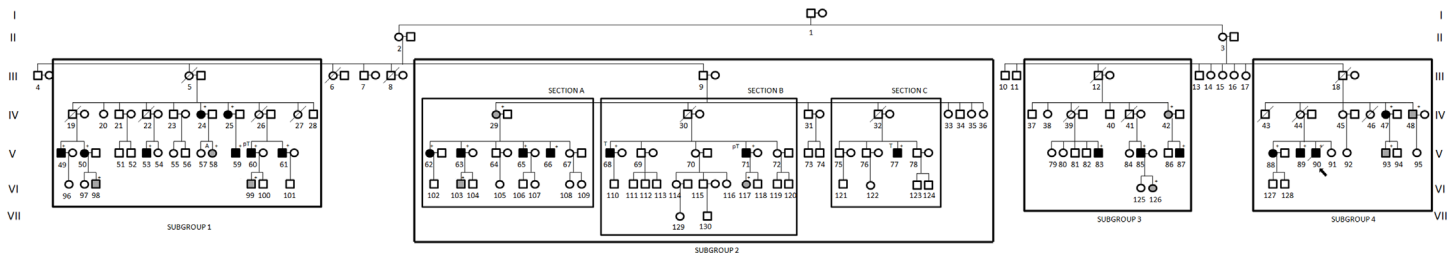 I I
1
II II
2 3
III III
4 5 6 7 8 9 10 11 12 13 14 15 16 17 18
SECTION A SECTION B SECTION C
IV IV
19 20 21 22 23 24 25 26 27 28 29 30 31 32 33 34 35 36 37 38 39 40 41 42 43 44 45 46 47 48
A pT T pT T
V V
49 50 51 52 53 54 55 56 57 58 59 60 61 62 63 64 65 66 67 68 69 70 71 72 73 74 75 76 77 78 79 80 81 82 83 84 85 86 87 88 89 90 91 92 93 94 95
VI VI
96 97 98 99 100 101 102 103 104 105 106 107 108 109 110 111 112 113 114 115 116 117 118 119 120 121 122 123 124 125 126 127 128
VII VII
SUBGROUP 1 SUBGROUP 3 SUBGROUP 4
129 130
SUBGROUP 2